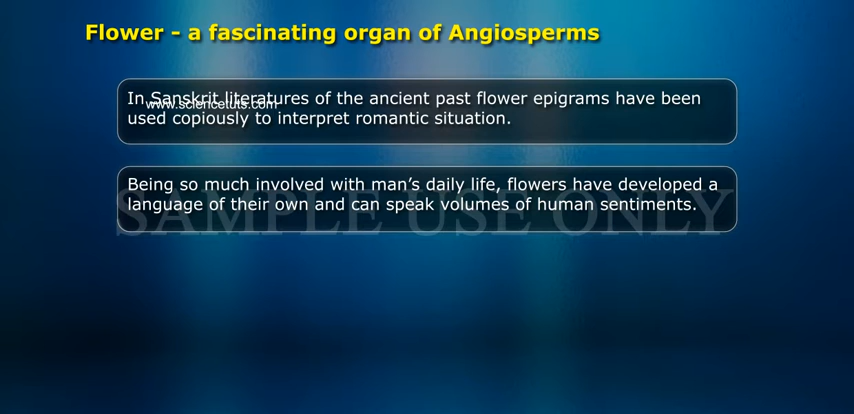 Flower - a fascinating organ of Angiosperms
In Sanskrit literatures of the ancient past flower epigrams have been
www.sciencetuts.com
used copiously to interpret romantic situation.
Being so much involved with man's daily life, flowers have developed a
language of their own and can speak volumes of human sentiments.
SAMPLE USE ONLY